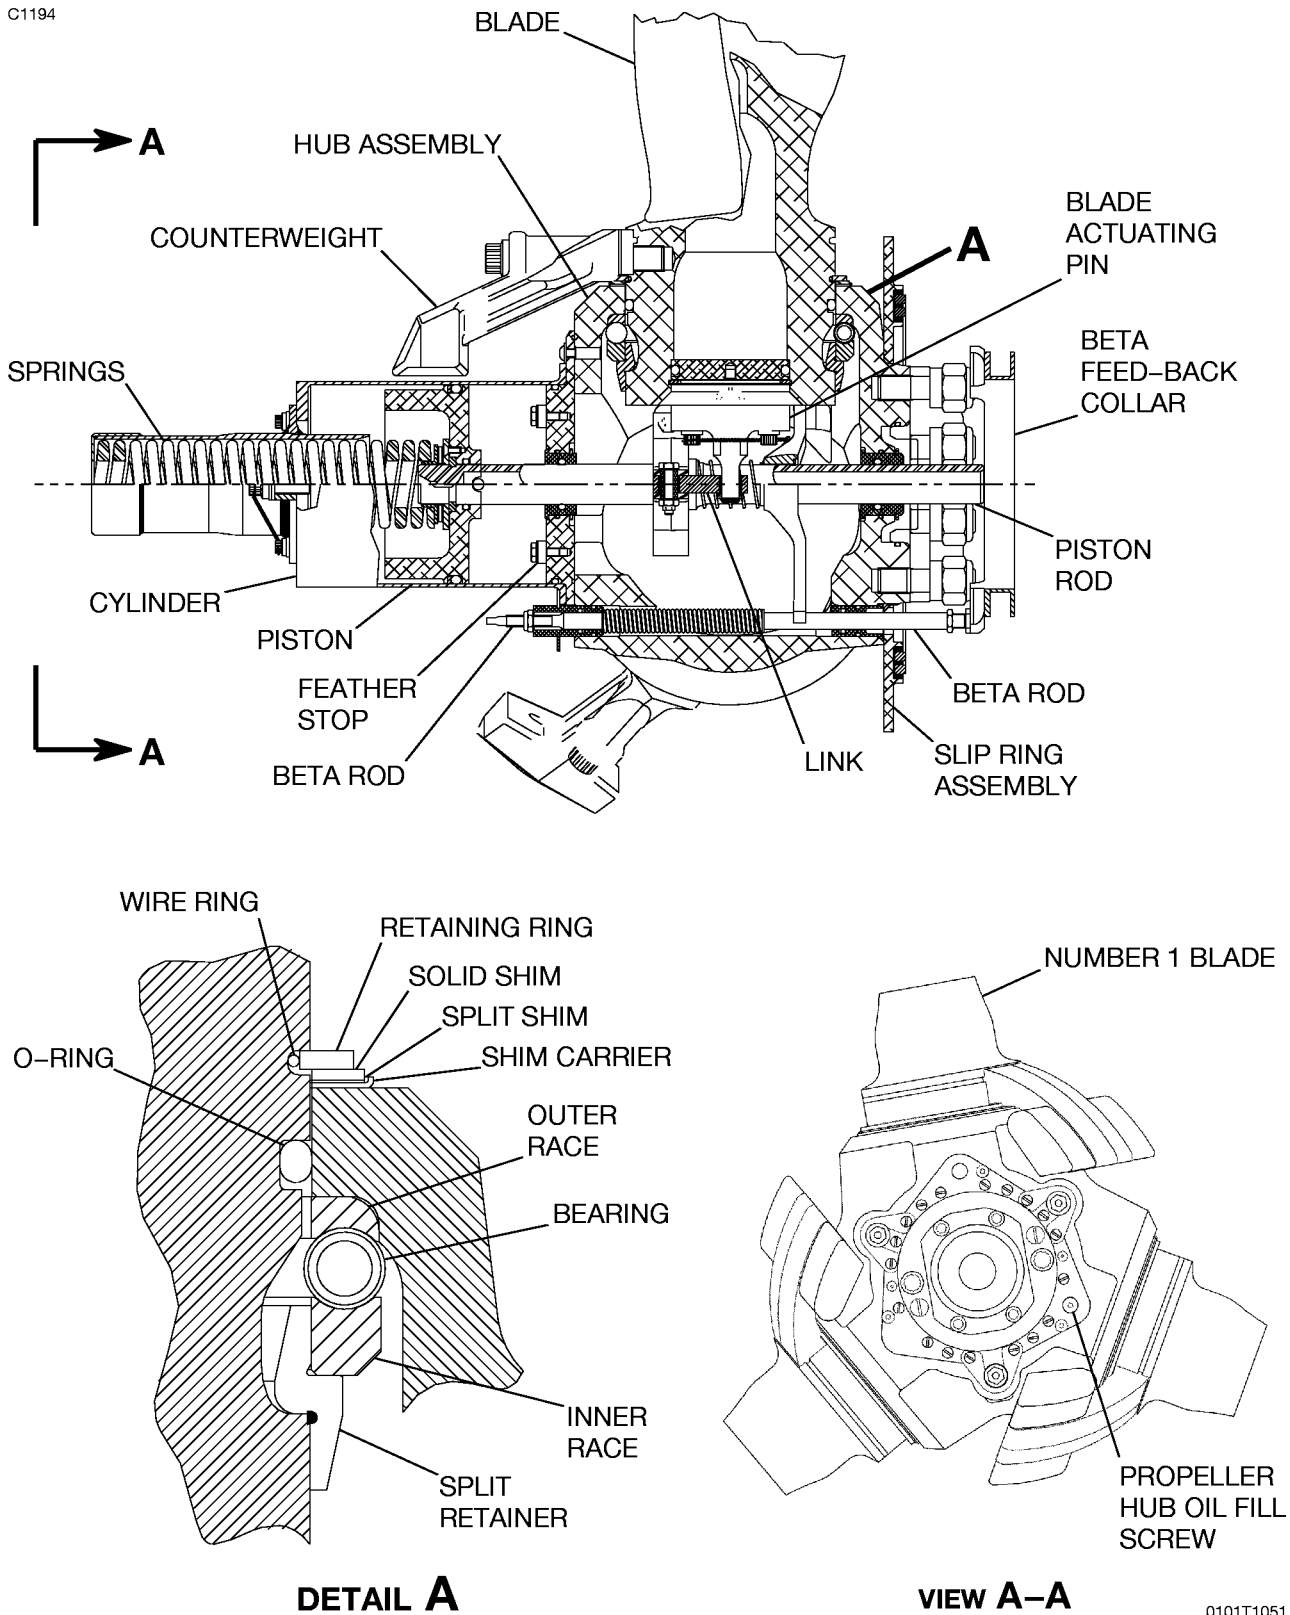 C1194
BLADE
A
HUB ASSEMBLY
BLADE
ACTUATING
PIN
COUNTERWEIGHT
A
BETA
FEED–BACK
COLLAR
SPRINGS
PISTON
ROD
CYLINDER
PISTON
FEATHER
STOP
BETA ROD
BETA ROD
A
LINK
SLIP RING
ASSEMBLY
WIRE RING
RETAINING RING
SOLID SHIM
SPLIT SHIM
SHIM CARRIER
O–RING
OUTER
RACE
BEARING
INNER
RACE
SPLIT
RETAINER
DETAIL A
NUMBER 1 BLADE
PROPELLER
HUB OIL FILL
SCREW
VIEW A–A
0101T1051